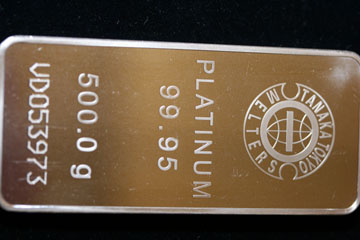 TANAKA TOKYO
MELTERS
PLATINUM
99.95
500.0 g
VD053973